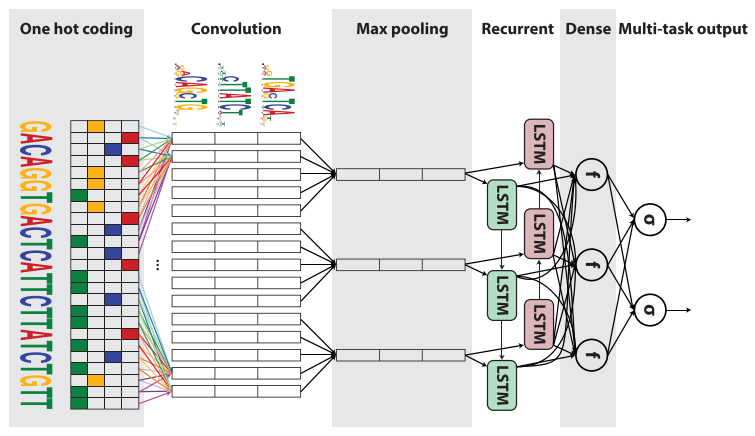 One hot coding
Convolution
Max pooling
Recurrent
Dense
Multi-task output
GACAGGTGACTCATTCTTATCTGTT
...
LSTM
LSTM
LSTM
LSTM
LSTM
LSTM
f
f
f
σ
σ